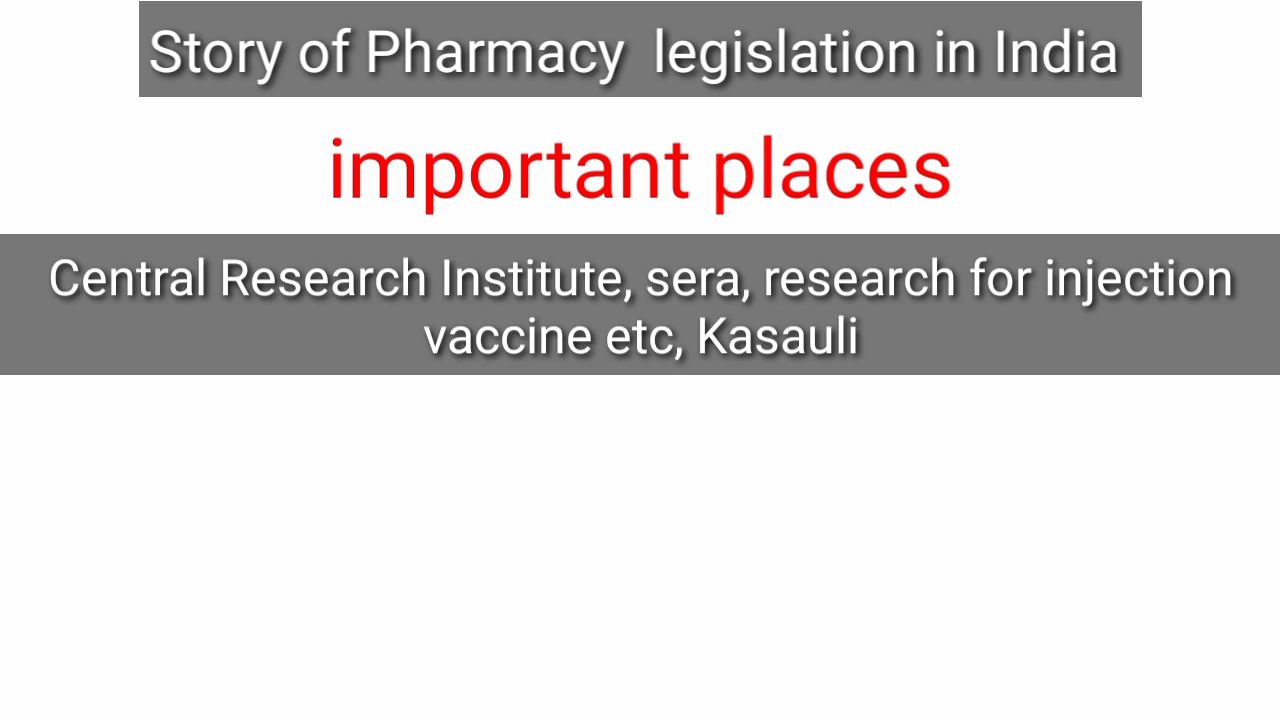 Story of Pharmacy  legislation in India
important places
Central Research Institute, sera, research for injection
vaccine etc, Kasauli